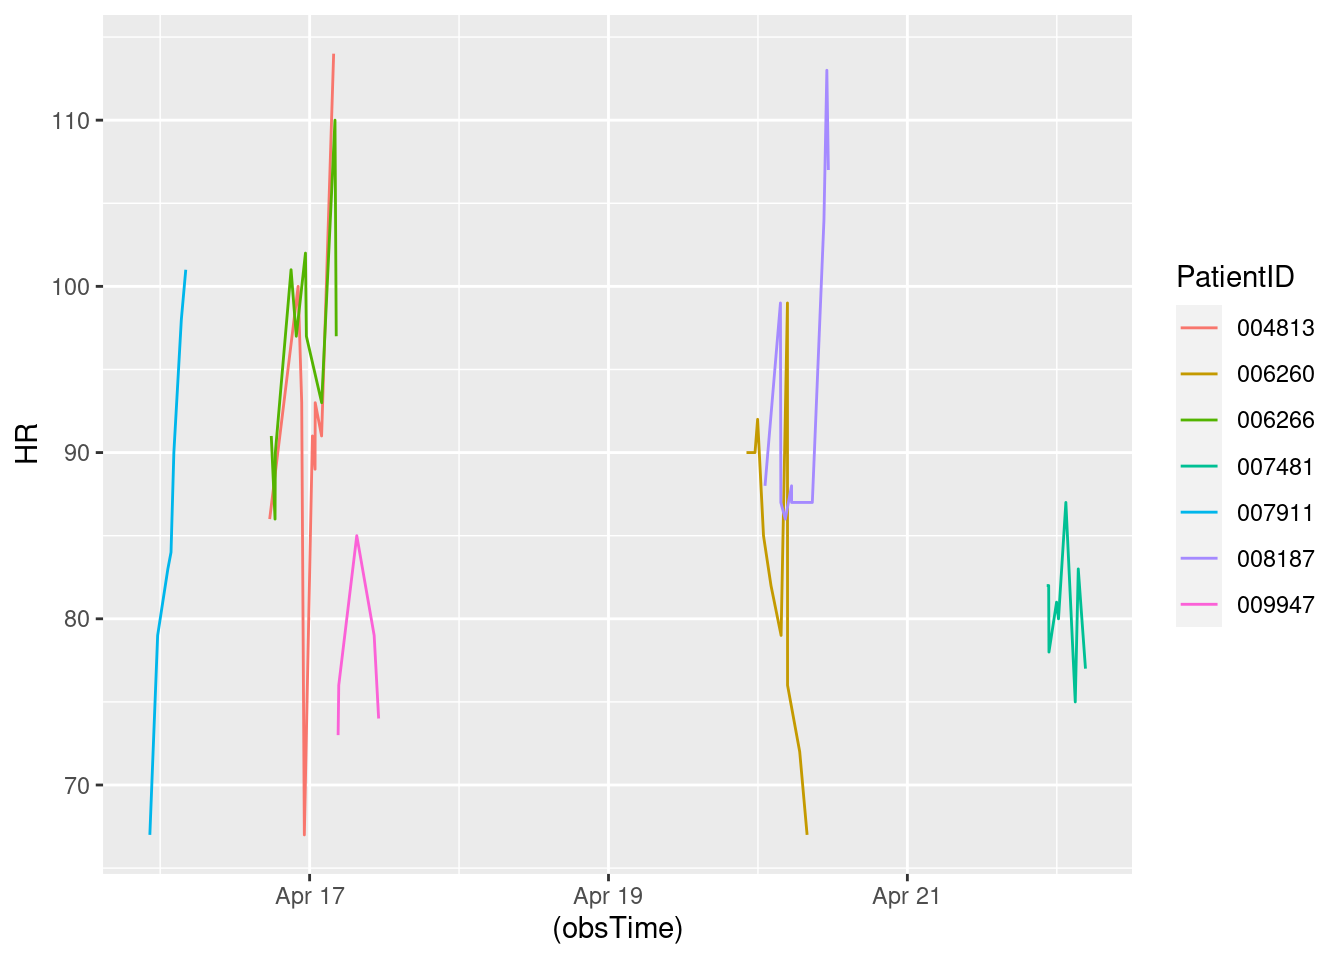 110
100
90
80
70
HR
Apr 17
Apr 19
Apr 21
(obsTime)
PatientID
004813
006260
006266
007481
007911
008187
009947